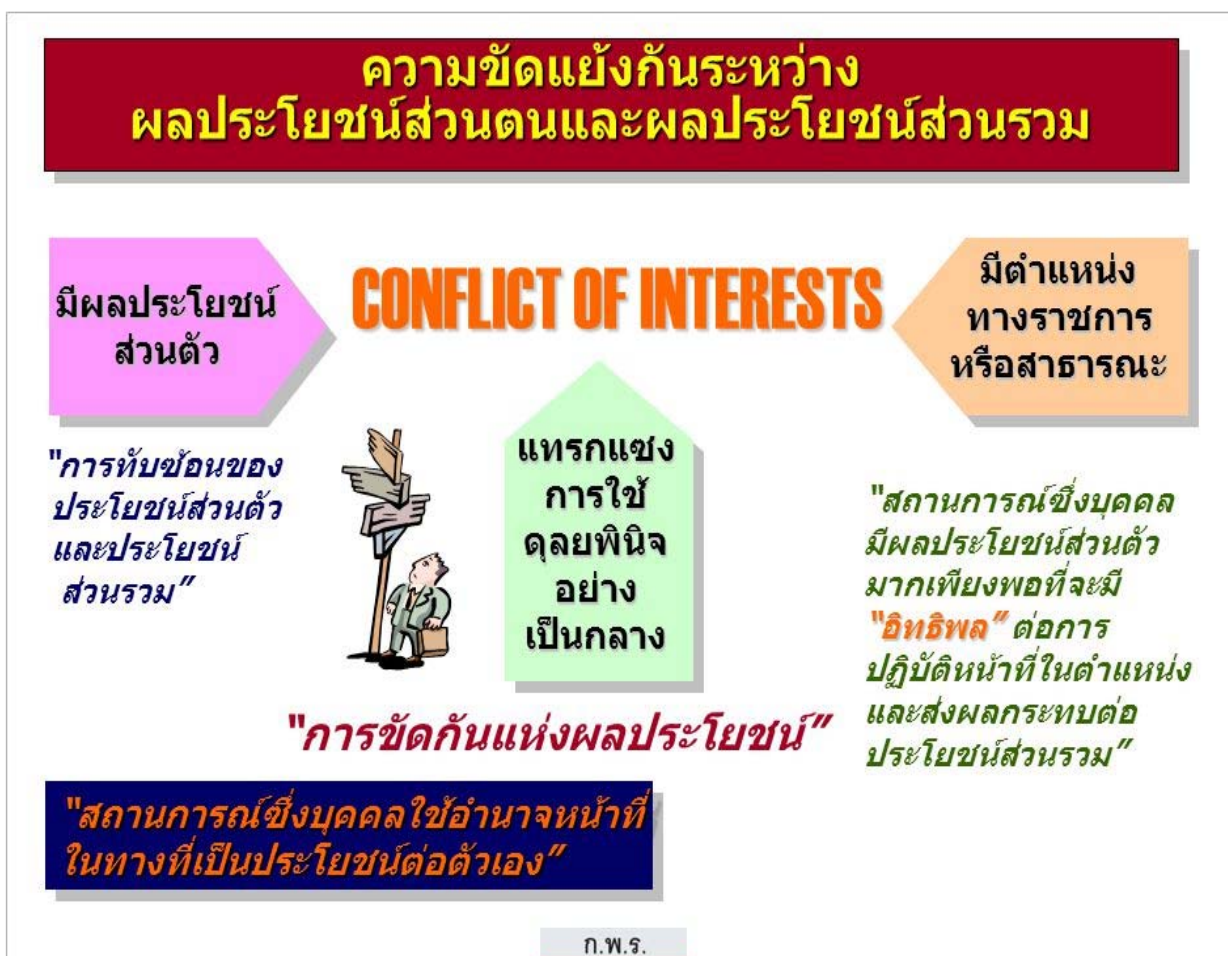 ความขัดแย้งกันระหว่าง
ผลประโยชน์ส่วนตนและผลประโยชน์ส่วนรวม
มีผลประโยชน์
ส่วนตัว
CONFLICT OF INTERESTS
มีตำแหน่ง
ทางราชการ
หรือสาธารณะ
"การทับซ้อนของ
ประโยชน์ส่วนตัว
และประโยชน์
ส่วนรวม"
แทรกแซง
การใช้
ดุลยพินิจ
อย่าง
เป็นกลาง
"สถานการณ์ซึ่งบุคคล
มีผลประโยชน์ส่วนตัว
มากเพียงพอที่จะมี
"อิทธิพล" ต่อการ
ปฏิบัติหน้าที่ในตำแหน่ง
และส่งผลกระทบต่อ
ประโยชน์ส่วนรวม"
"การขัดกันแห่งผลประโยชน์"
"สถานการณ์ซึ่งบุคคลใช้อำนาจหน้าที่
ในทางที่เป็นประโยชน์ต่อตัวเอง"
ก.พ.ร.